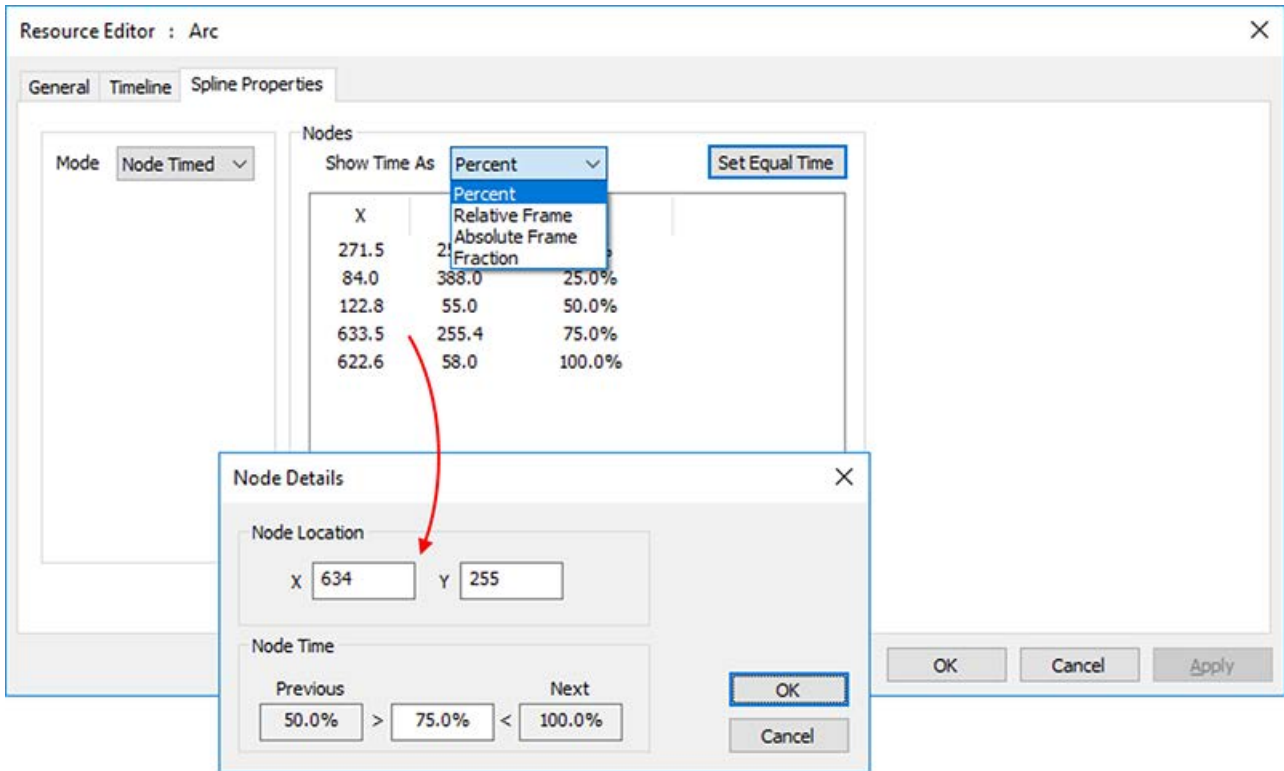 Resource Editor : Arc
General Timeline Spline Properties
Nodes
Mode Node Timed Show Time As Percent Set Equal Time
Percent
X Relative Frame
Absolute Frame
271.5 Fraction
84.0 388.0 25.0%
122.8 55.0 50.0%
633.5 255.4 75.0%
622.6 58.0 100.0%
Node Details
Node Location
X 634 Y 255
Node Time
OK Cancel Apply
Previous Next OK
50.0% > 75.0% < 100.0%
Cancel